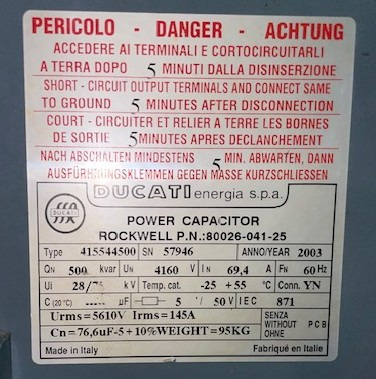 PERICOLO - DANGER - ACHTUNG
ACCEDERE AI TERMINALI E CORTOCIRCUITARLI
A TERRA DOPO 5 MINUTI DALLA DISINSERZIONE
SHORT - CIRCUIT OUTPUT TERMINALS AND CONNECT SAME
TO GROUND 5 MINUTES AFTER DISCONNECTION
COURT - CIRCUITER ET RELIER A TERRE LES BORNES
DE SORTIE 5 MINUTES APRES DECLANCHEMENT
NACH ABSCHALTEN MINDESTENS 5 MIN. ABWARTEN, DANN
AUSFÜHRUNGSKLEMMEN GEGEN MASSE KURZSCHLIESSEN
DUCATI energia s.p.a.
DUCATI
POWER CAPACITOR
ROCKWELL P.N.:80026-041-25
Type 415544500 SN 57946 ANNO/YEAR 2003
QN 500 kvar UN 4160 V IN 69,4 A FN 60 Hz
Ui 28/75 kV Temp. cat. -25 +55 °C Conn. YN
C (20 °C) ...... µF 5 '/ 50 V IEC 871
Urms=5610V Irms=145A
Cn=76,6uF-5+10%WEIGHT=95KG
SENZA
WITHOUT PCB
OHNE
Made in Italy Fabriqué en Italie